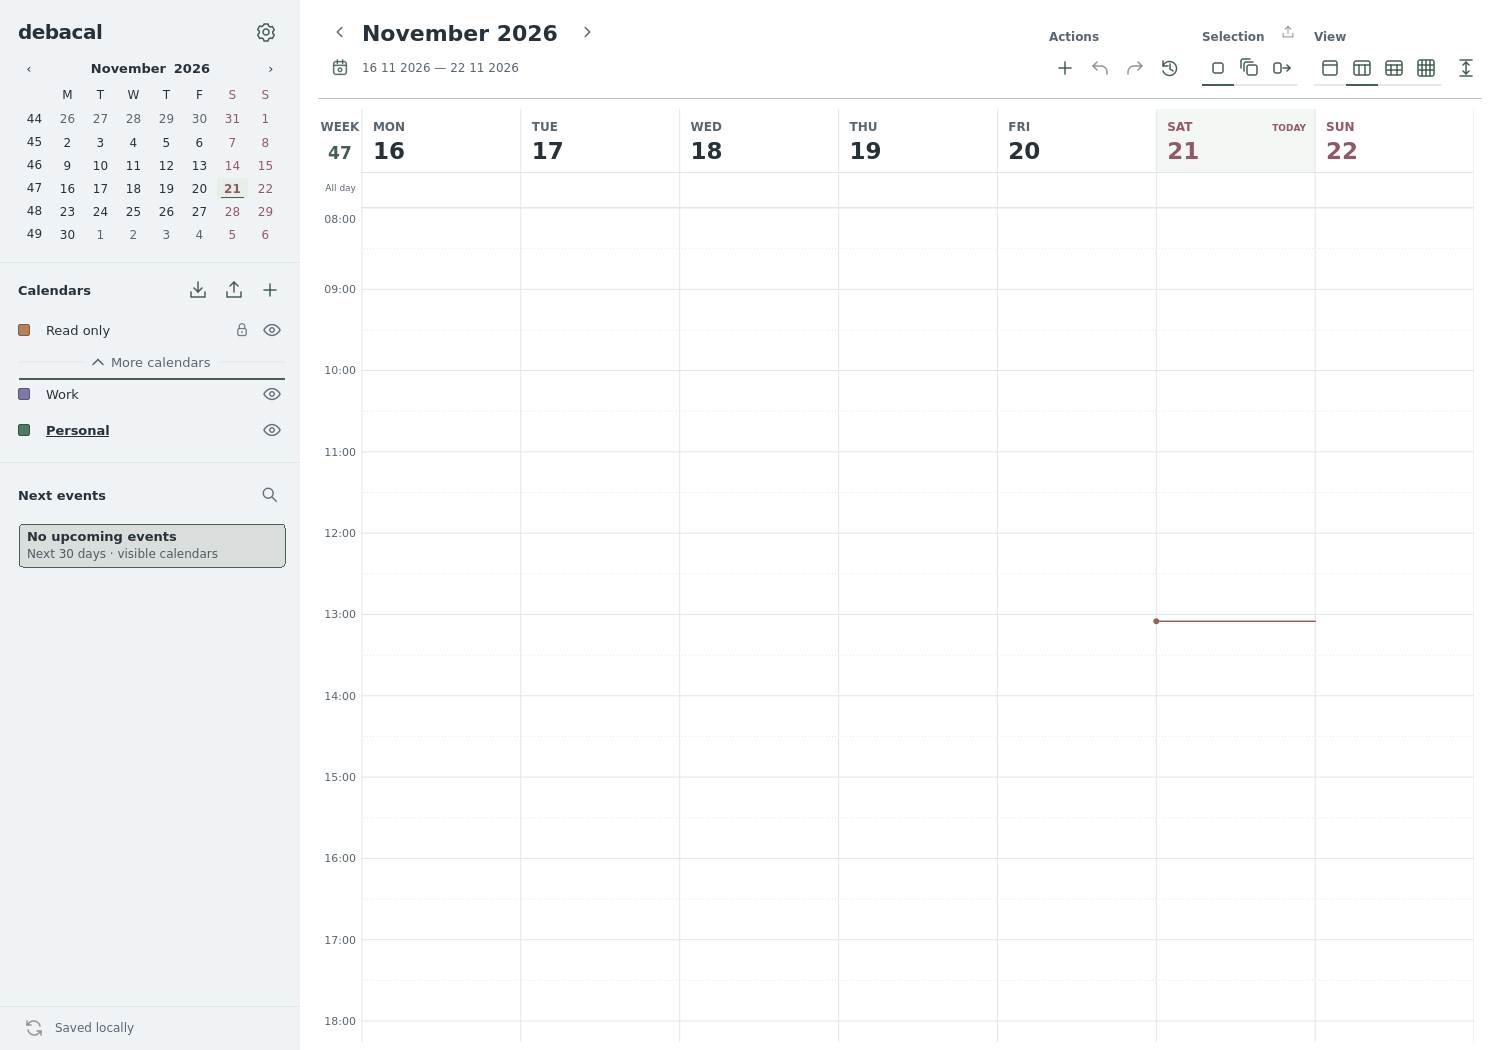 debacal
‹ November 2026 ›
M T W T F S S
44 26 27 28 29 30 31 1
45 2 3 4 5 6 7 8
46 9 10 11 12 13 14 15
47 16 17 18 19 20 21 22
48 23 24 25 26 27 28 29
49 30 1 2 3 4 5 6
Calendars
Read only
More calendars
Work
Personal
Next events
No upcoming events
Next 30 days · visible calendars
Saved locally
November 2026
16 11 2026 — 22 11 2026
Actions
Selection
View
WEEK MON TUE WED THU FRI SAT TODAY SUN
47 16 17 18 19 20 21 22
All day
08:00
09:00
10:00
11:00
12:00
13:00
14:00
15:00
16:00
17:00
18:00